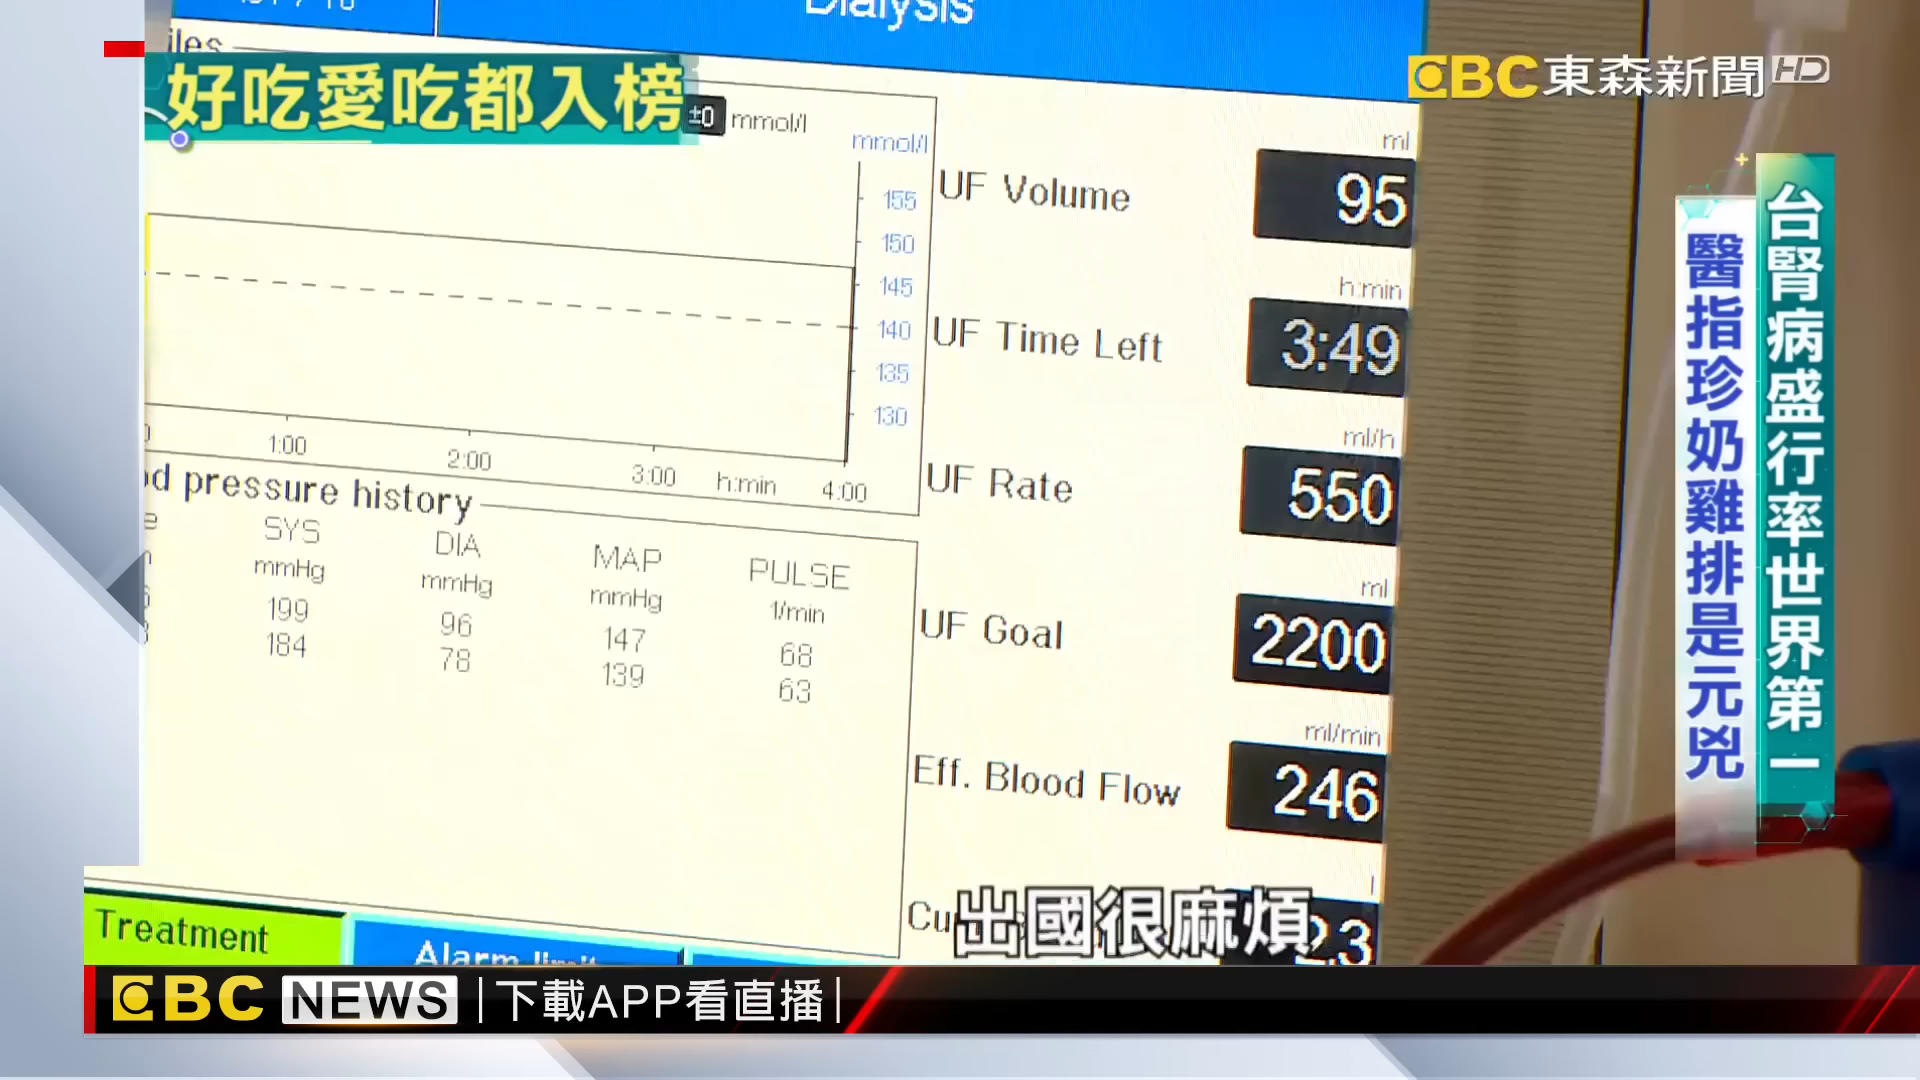 Dialysis
好吃愛吃都入榜
EBC東森新聞HD
±0 mmol/l
mmol/l
155
150
145
140
135
130
1:00 2:00 3:00 h:min 4:00
pressure history
SYS DIA MAP PULSE
mmHg mmHg mmHg 1/min
199 96 147 68
184 78 139 63
ml
UF Volume 95
h:min
UF Time Left 3:49
ml/h
UF Rate 550
ml
UF Goal 2200
ml/min
Eff. Blood Flow 246
台腎病盛行率世界第一
醫指珍奶雞排是元兇
Treatment
Alarm
出國很麻煩
EBC NEWS 下載APP看直播